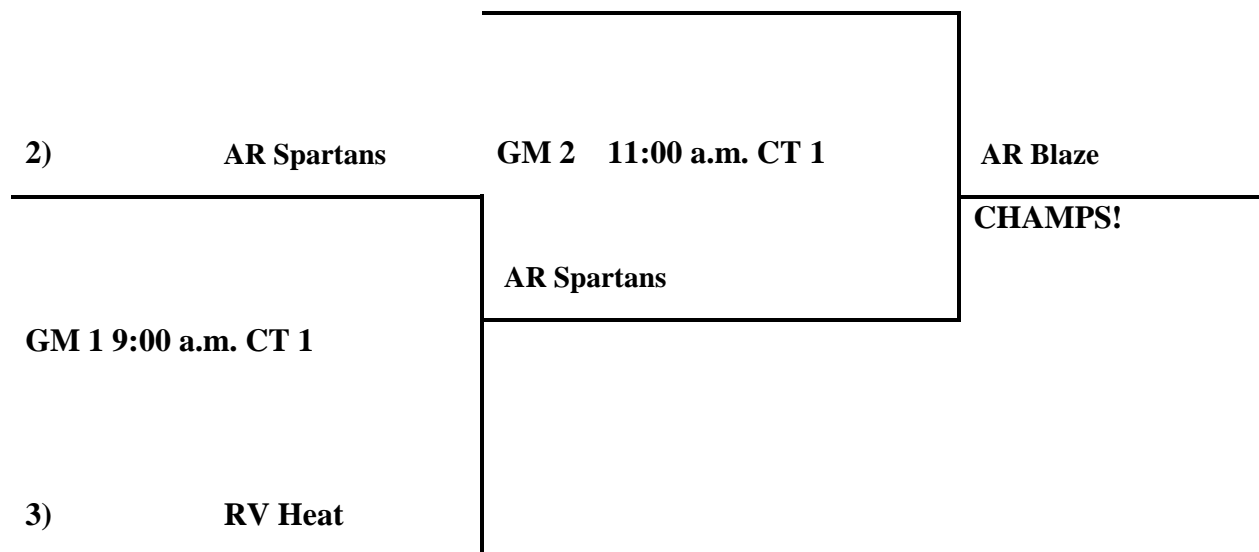 2) AR Spartans GM 2 11:00 a.m. CT 1 AR Blaze
CHAMPS!
AR Spartans
GM 1 9:00 a.m. CT 1
3) RV Heat